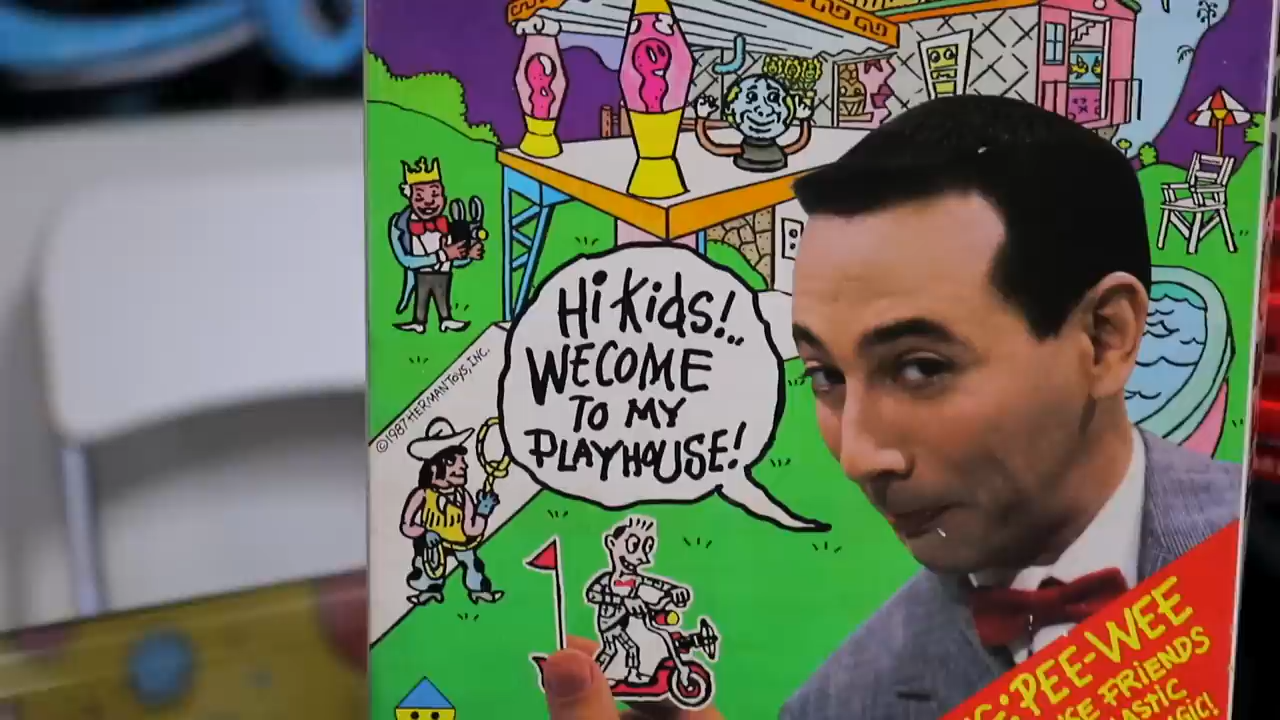 Hi Kids!..
WECOME
TO MY
PLAYHOUSE!
©1987 HERMAN TOYS, INC.
PEE-WEE
FRIENDS